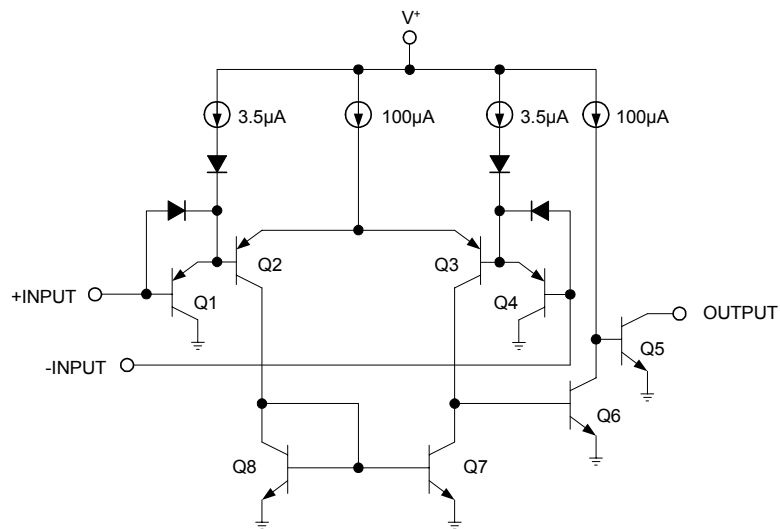 V+
3.5μA
100μA
3.5μA
100μA
Q2
Q3
+INPUT
Q1
Q4
OUTPUT
Q5
-INPUT
Q6
Q8
Q7